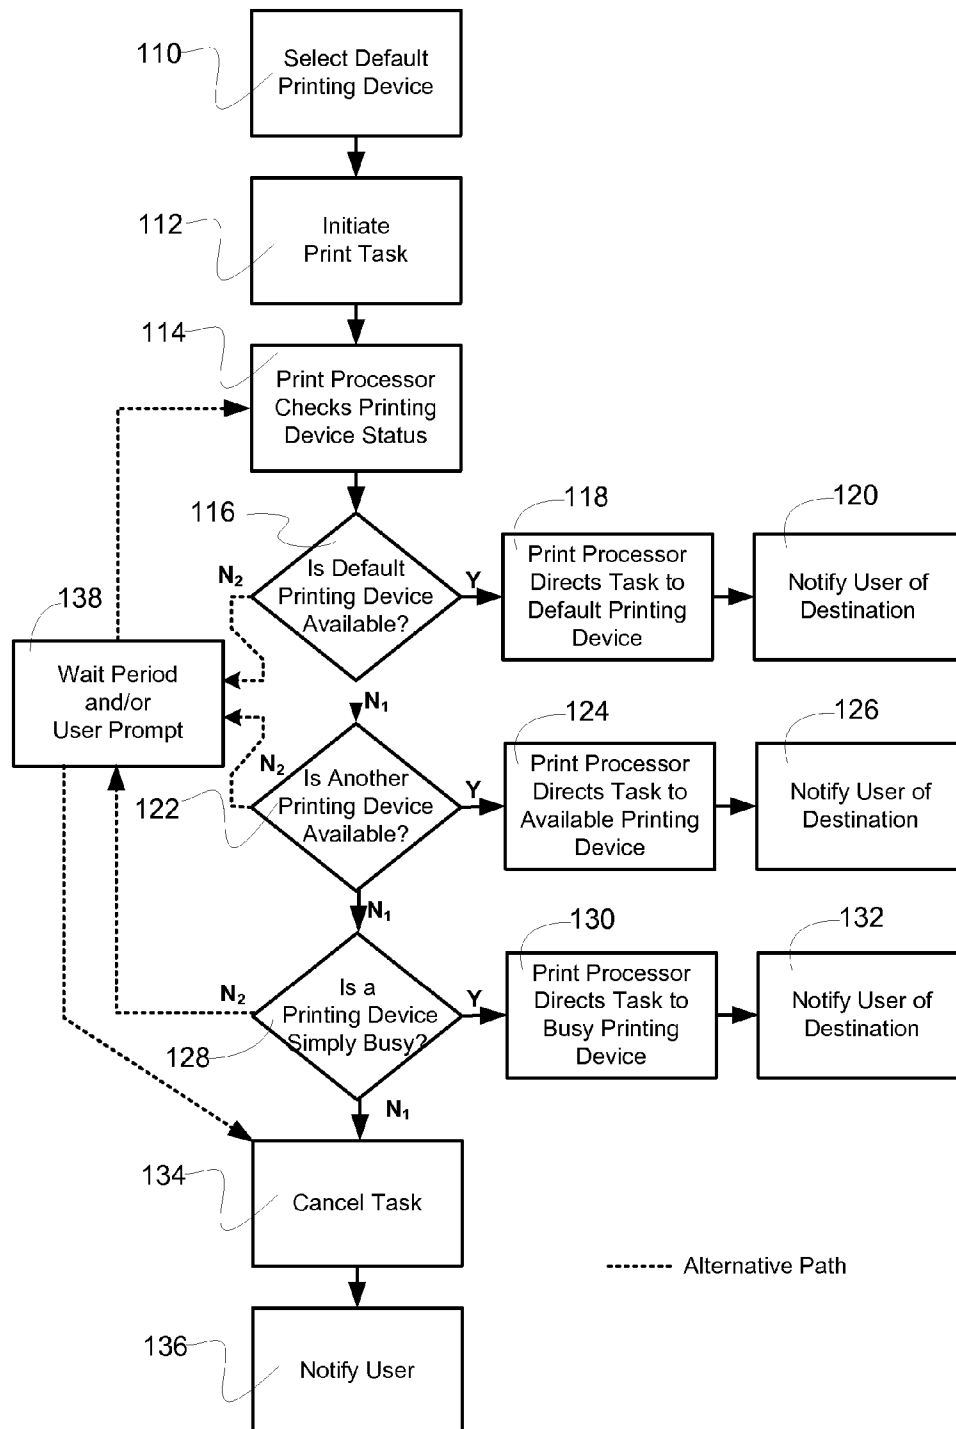 110
Select Default
Printing Device
112
Initiate
Print Task
114
Print Processor
Checks Printing
Device Status
116
Is Default
Printing Device
Available?
N₂
Y
N₁
118
Print Processor
Directs Task to
Default Printing
Device
120
Notify User of
Destination
138
Wait Period
and/or
User Prompt
122
Is Another
Printing Device
Available?
N₂
Y
N₁
124
Print Processor
Directs Task to
Available Printing
Device
126
Notify User of
Destination
128
Is a
Printing Device
Simply Busy?
N₂
Y
N₁
130
Print Processor
Directs Task to
Busy Printing
Device
132
Notify User of
Destination
134
Cancel Task
Alternative Path
136
Notify User